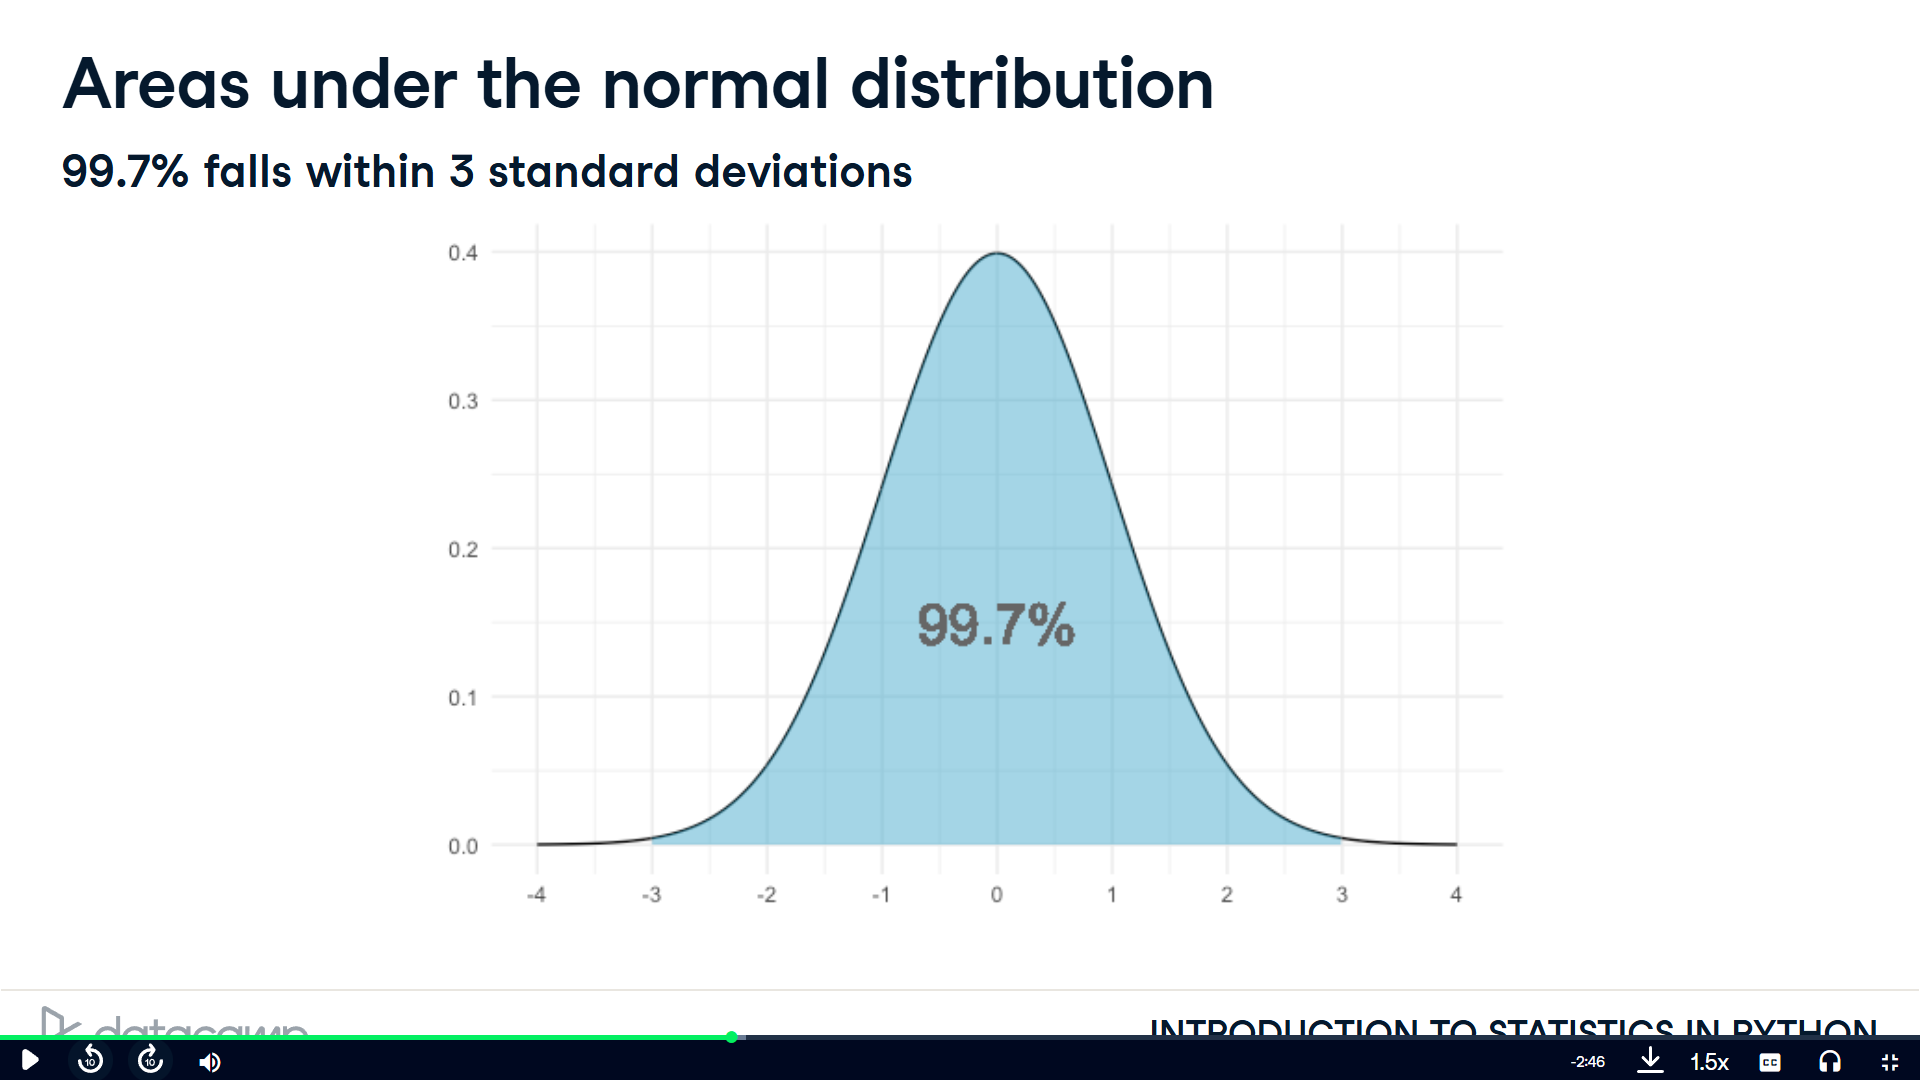 Areas under the normal distribution
99.7% falls within 3 standard deviations
0.4
0.3
0.2
99.7%
0.1
0.0
-4 -3 -2 -1 0 1 2 3 4
datacamp
INTRODUCTION TO STATISTICS IN PYTHON
10 10 -2:46 1.5x CC